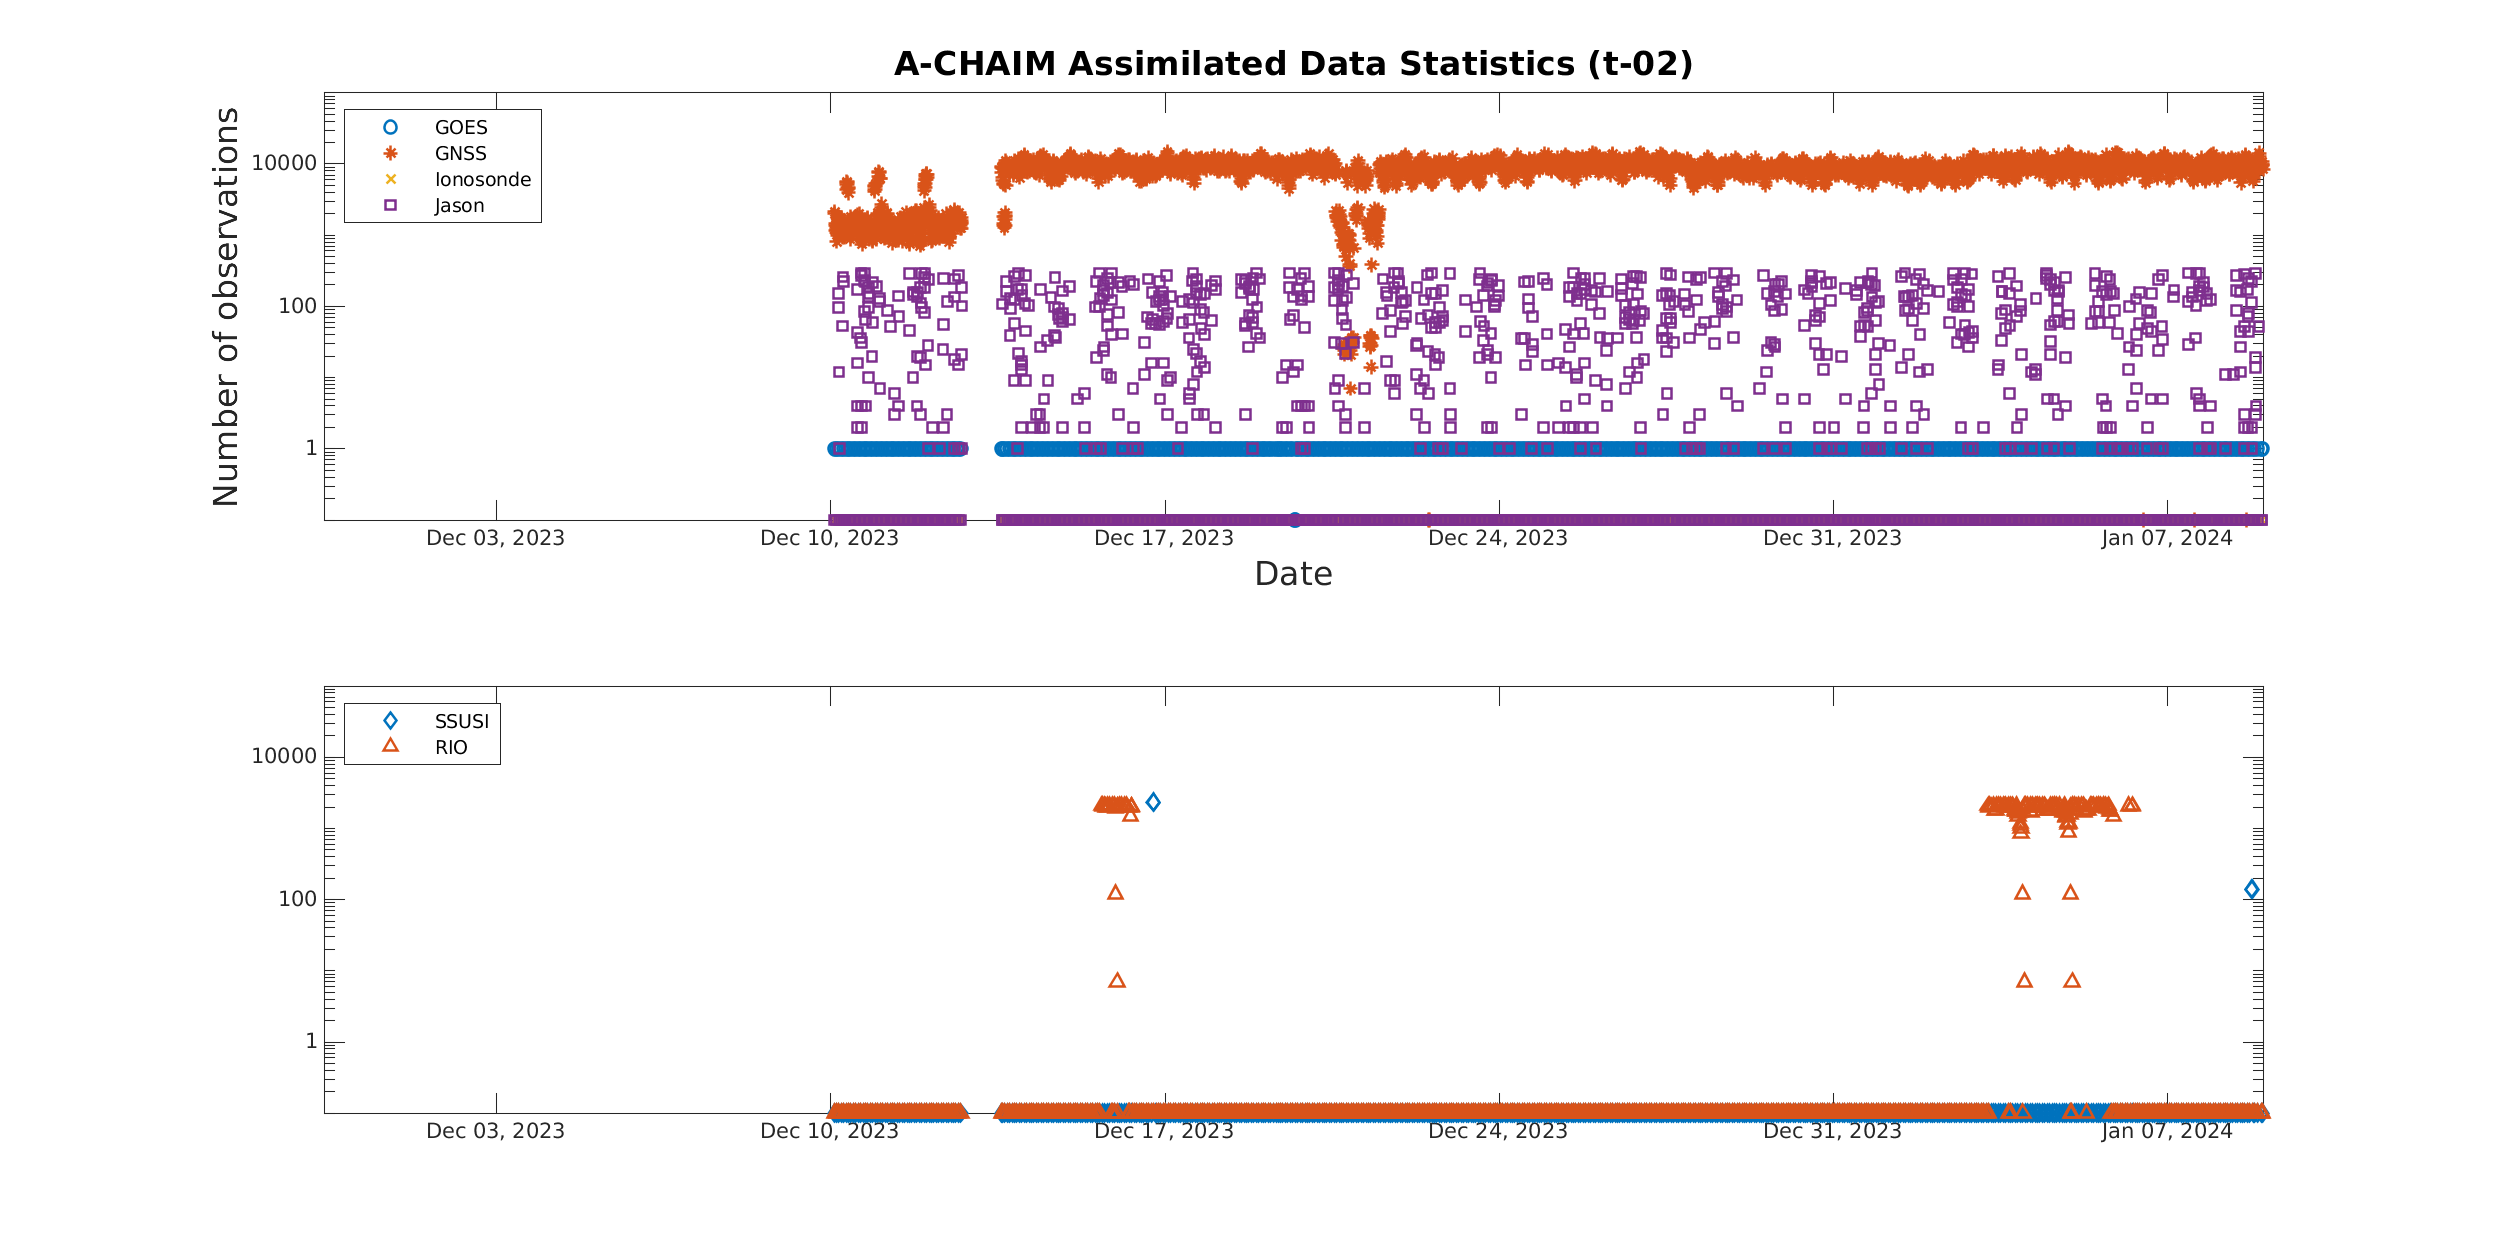 A-CHAIM Assimilated Data Statistics (t-02)
Number of observations
10000
100
1
GOES
GNSS
Ionosonde
Jason
Dec 03, 2023
Dec 10, 2023
Dec 17, 2023
Dec 24, 2023
Dec 31, 2023
Jan 07, 2024
Date
10000
100
1
SSUSI
RIO
Dec 03, 2023
Dec 10, 2023
Dec 17, 2023
Dec 24, 2023
Dec 31, 2023
Jan 07, 2024